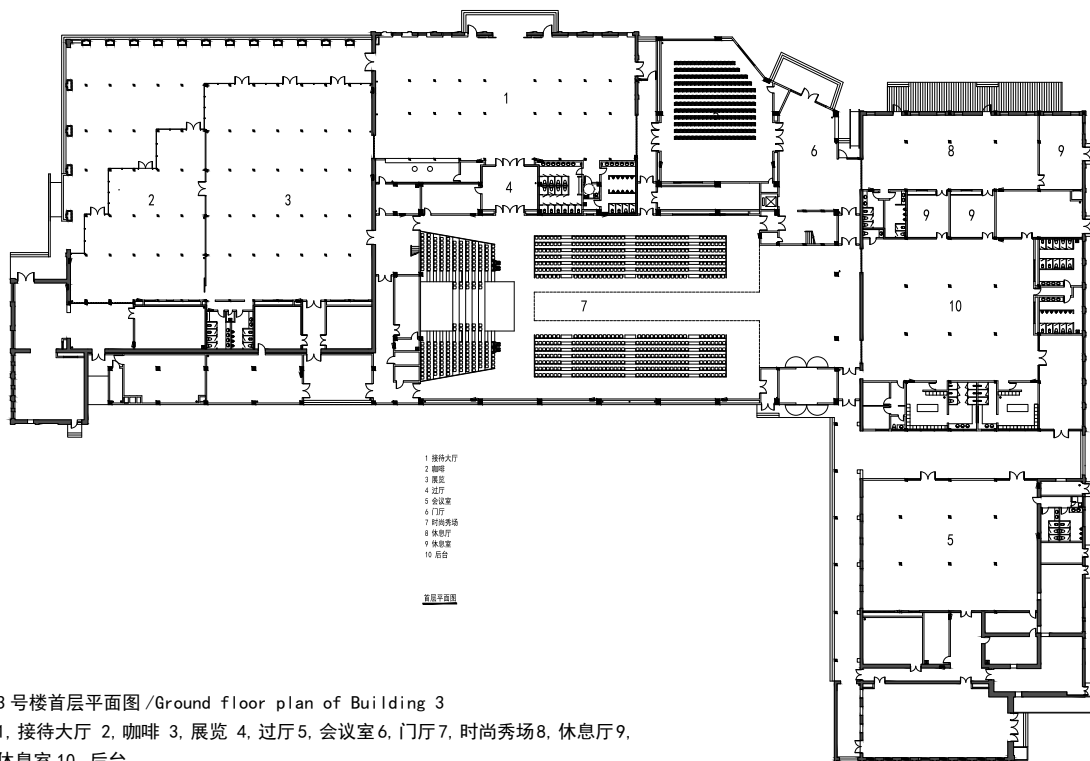 1
2
3
4
5
6
7
8
9
9
9
10
5
1 接待大厅
2 咖啡
3 展览
4 过厅
5 会议室
6 门厅
7 时尚秀场
8 休息厅
9 休息室
10 后台
首层平面图
3号楼首层平面图/Ground floor plan of Building 3
1, 接待大厅 2, 咖啡 3, 展览 4, 过厅5, 会议室6, 门厅7, 时尚秀场8, 休息厅9,
休息室 10, 后台